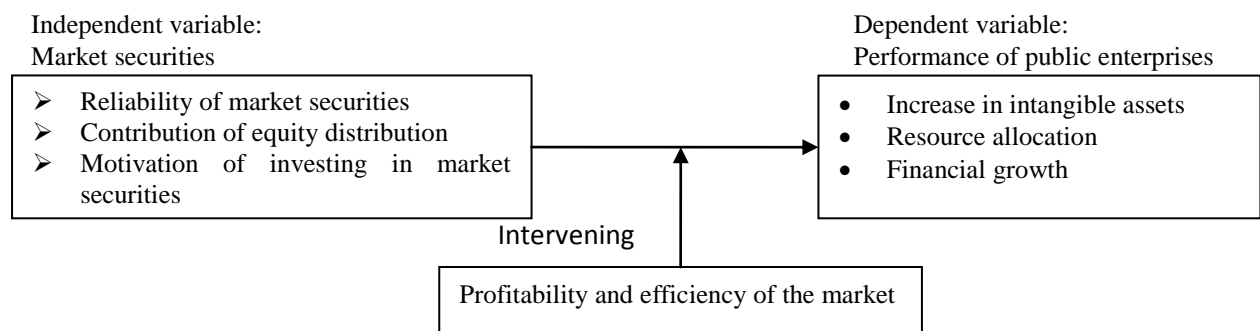 Independent variable:
Market securities
➢ Reliability of market securities
➢ Contribution of equity distribution
➢ Motivation of investing in market
securities
Dependent variable:
Performance of public enterprises
• Increase in intangible assets
• Resource allocation
• Financial growth
Intervening
Profitability and efficiency of the market